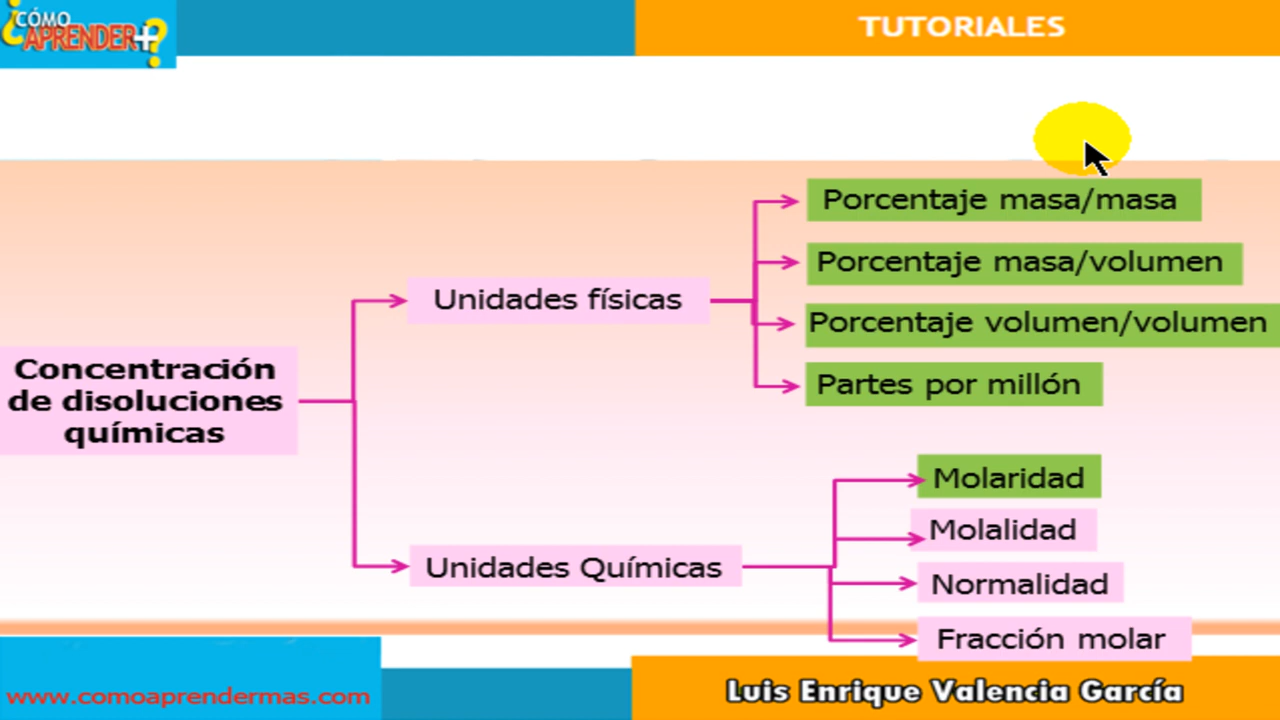 ¿CÓMO
APRENDER+?
TUTORIALES
Porcentaje masa/masa
Porcentaje masa/volumen
Unidades físicas
Porcentaje volumen/volumen
Partes por millón
Concentración
de disoluciones
químicas
Molaridad
Molalidad
Unidades Químicas
Normalidad
Fracción molar
www.comoaprendermas.com
Luis Enrique Valencia García